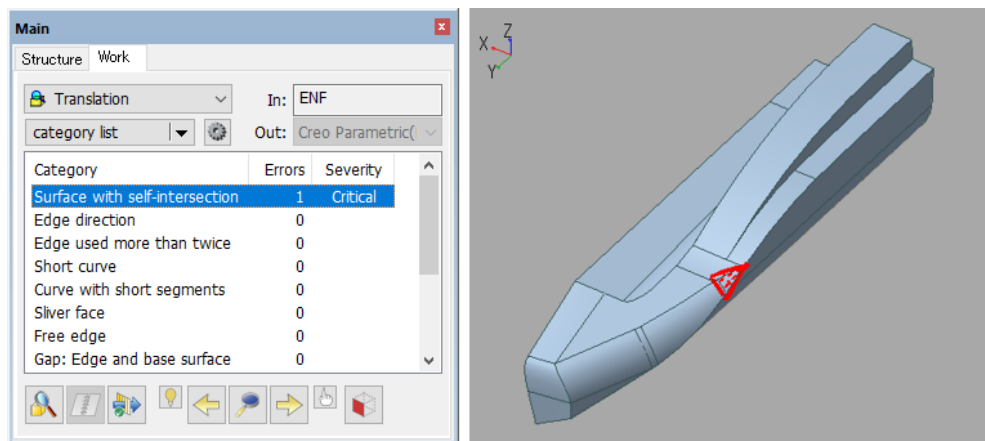 Main
Structure Work
Translation In: ENF
category list Out: Creo Parametric(
Category Errors Severity
Surface with self-intersection 1 Critical
Edge direction 0
Edge used more than twice 0
Short curve 0
Curve with short segments 0
Sliver face 0
Free edge 0
Gap: Edge and base surface 0
X Z
Y